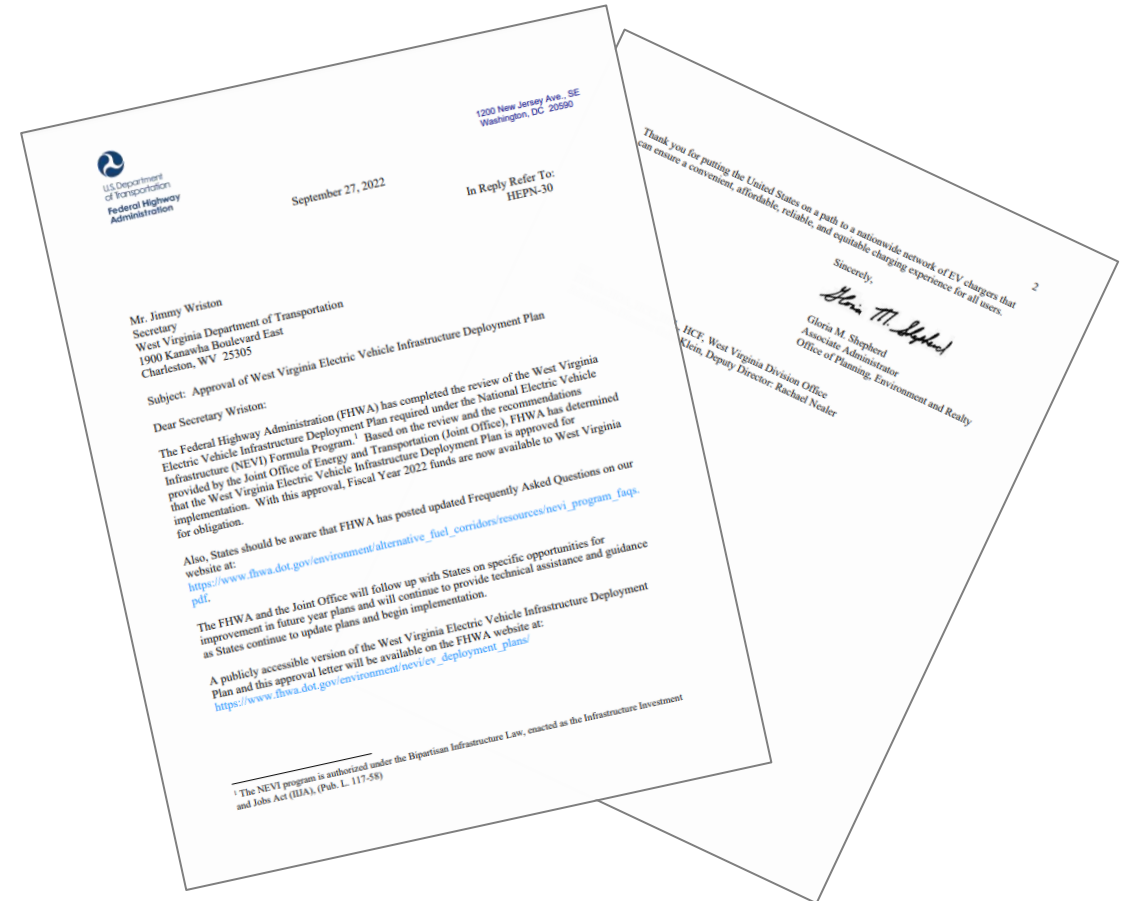 1200 New Jersey Ave., SE
Washington, DC 20590
U.S. Department
of Transportation
Federal Highway
Administration
September 27, 2022
In Reply Refer To:
HEPN-30
Mr. Jimmy Wriston
Secretary
West Virginia Department of Transportation
1900 Kanawha Boulevard East
Charleston, WV 25305
Subject: Approval of West Virginia Electric Vehicle Infrastructure Deployment Plan
Dear Secretary Wriston:
The Federal Highway Administration (FHWA) has completed the review of the West Virginia
Electric Vehicle Infrastructure Deployment Plan required under the National Electric Vehicle
Infrastructure (NEVI) Formula Program.¹ Based on the review and the recommendations
provided by the Joint Office of Energy and Transportation (Joint Office), FHWA has determined
that the West Virginia Electric Vehicle Infrastructure Deployment Plan is approved for
implementation. With this approval, Fiscal Year 2022 funds are now available to West Virginia
for obligation.
Also, States should be aware that FHWA has posted updated Frequently Asked Questions on our
website at:
https://www.fhwa.dot.gov/environment/alternative_fuel_corridors/resources/nevi_program_faqs.
pdf.
The FHWA and the Joint Office will follow up with States on specific opportunities for
improvement in future year plans and will continue to provide technical assistance and guidance
as States continue to update plans and begin implementation.
A publicly accessible version of the West Virginia Electric Vehicle Infrastructure Deployment
Plan and this approval letter will be available on the FHWA website at:
https://www.fhwa.dot.gov/environment/nevi/ev_deployment_plans/
¹ The NEVI program is authorized under the Bipartisan Infrastructure Law, enacted as the Infrastructure Investment
and Jobs Act (IIJA), (Pub. L. 117-58)
2
Thank you for putting the United States on a path to a nationwide network of EV chargers that
can ensure a convenient, affordable, reliable, and equitable charging experience for all users.
Sincerely,
Gloria M. Shepherd
Gloria M. Shepherd
Associate Administrator
Office of Planning, Environment and Realty
, HCF, West Virginia Division Office
Klein, Deputy Director: Rachael Nealer